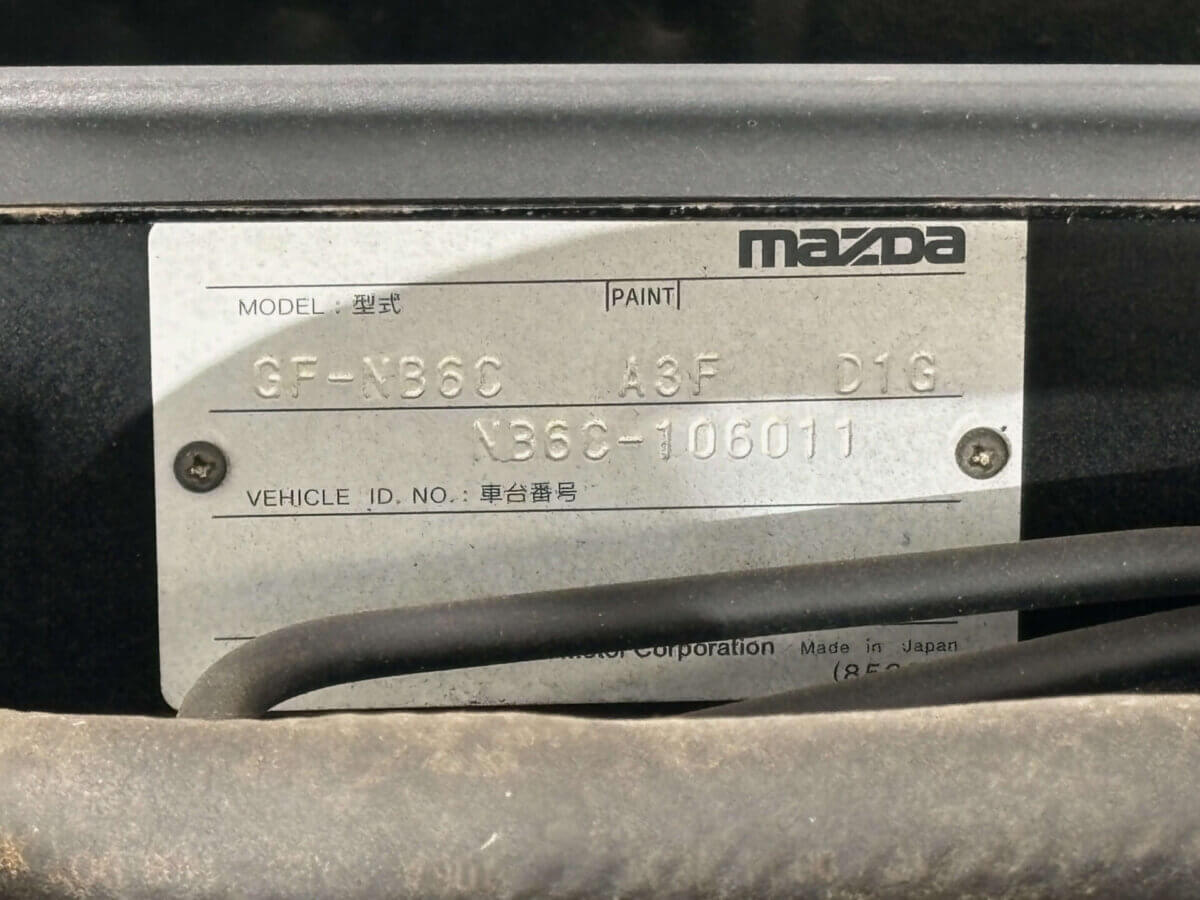 mazda
MODEL : 型式 PAINT
GF-NB6C A3F D1G
NB6C-106011
VEHICLE ID. NO. : 車台番号
Corporation Made in Japan